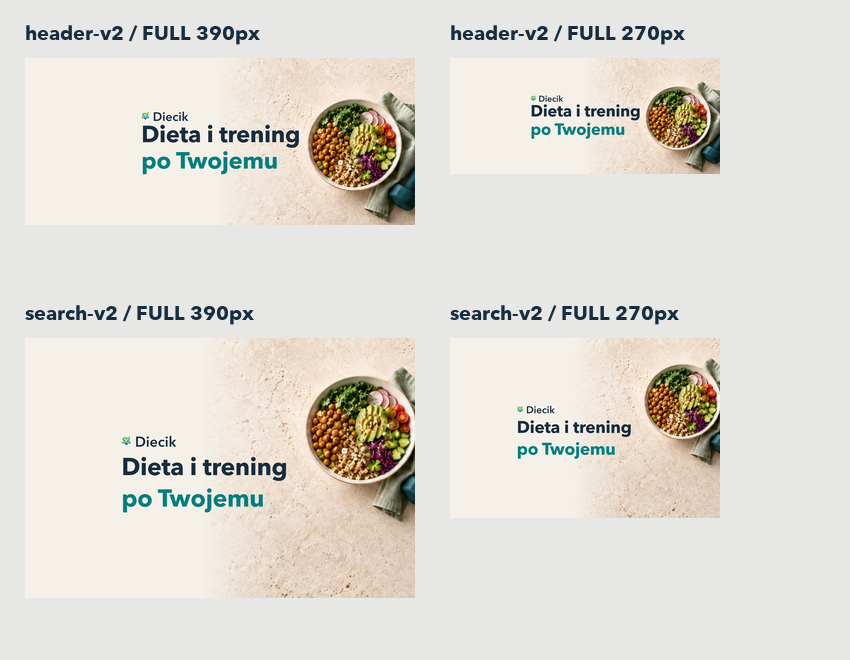 header-v2 / FULL 390px
header-v2 / FULL 270px
Diecik
Dieta i trening
po Twojemu
Diecik
Dieta i trening
po Twojemu
search-v2 / FULL 390px
search-v2 / FULL 270px
Diecik
Dieta i trening
po Twojemu
Diecik
Dieta i trening
po Twojemu